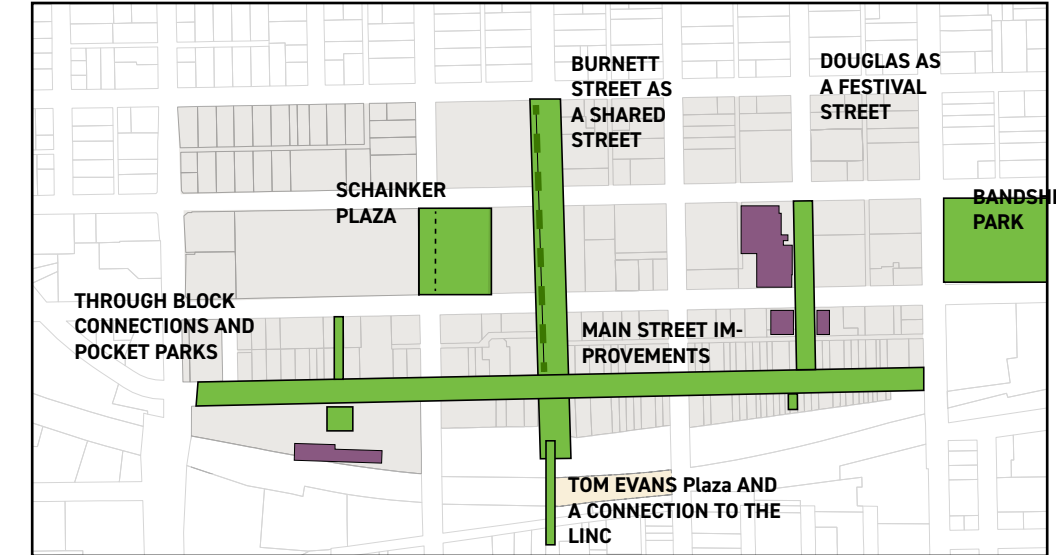 BURNETT
STREET AS
A SHARED
STREET
DOUGLAS AS
A FESTIVAL
STREET
SCHAINKER
PLAZA
BANDSHE
PARK
THROUGH BLOCK
CONNECTIONS AND
POCKET PARKS
MAIN STREET IM-
PROVEMENTS
TOM EVANS Plaza AND
A CONNECTION TO THE
LINC